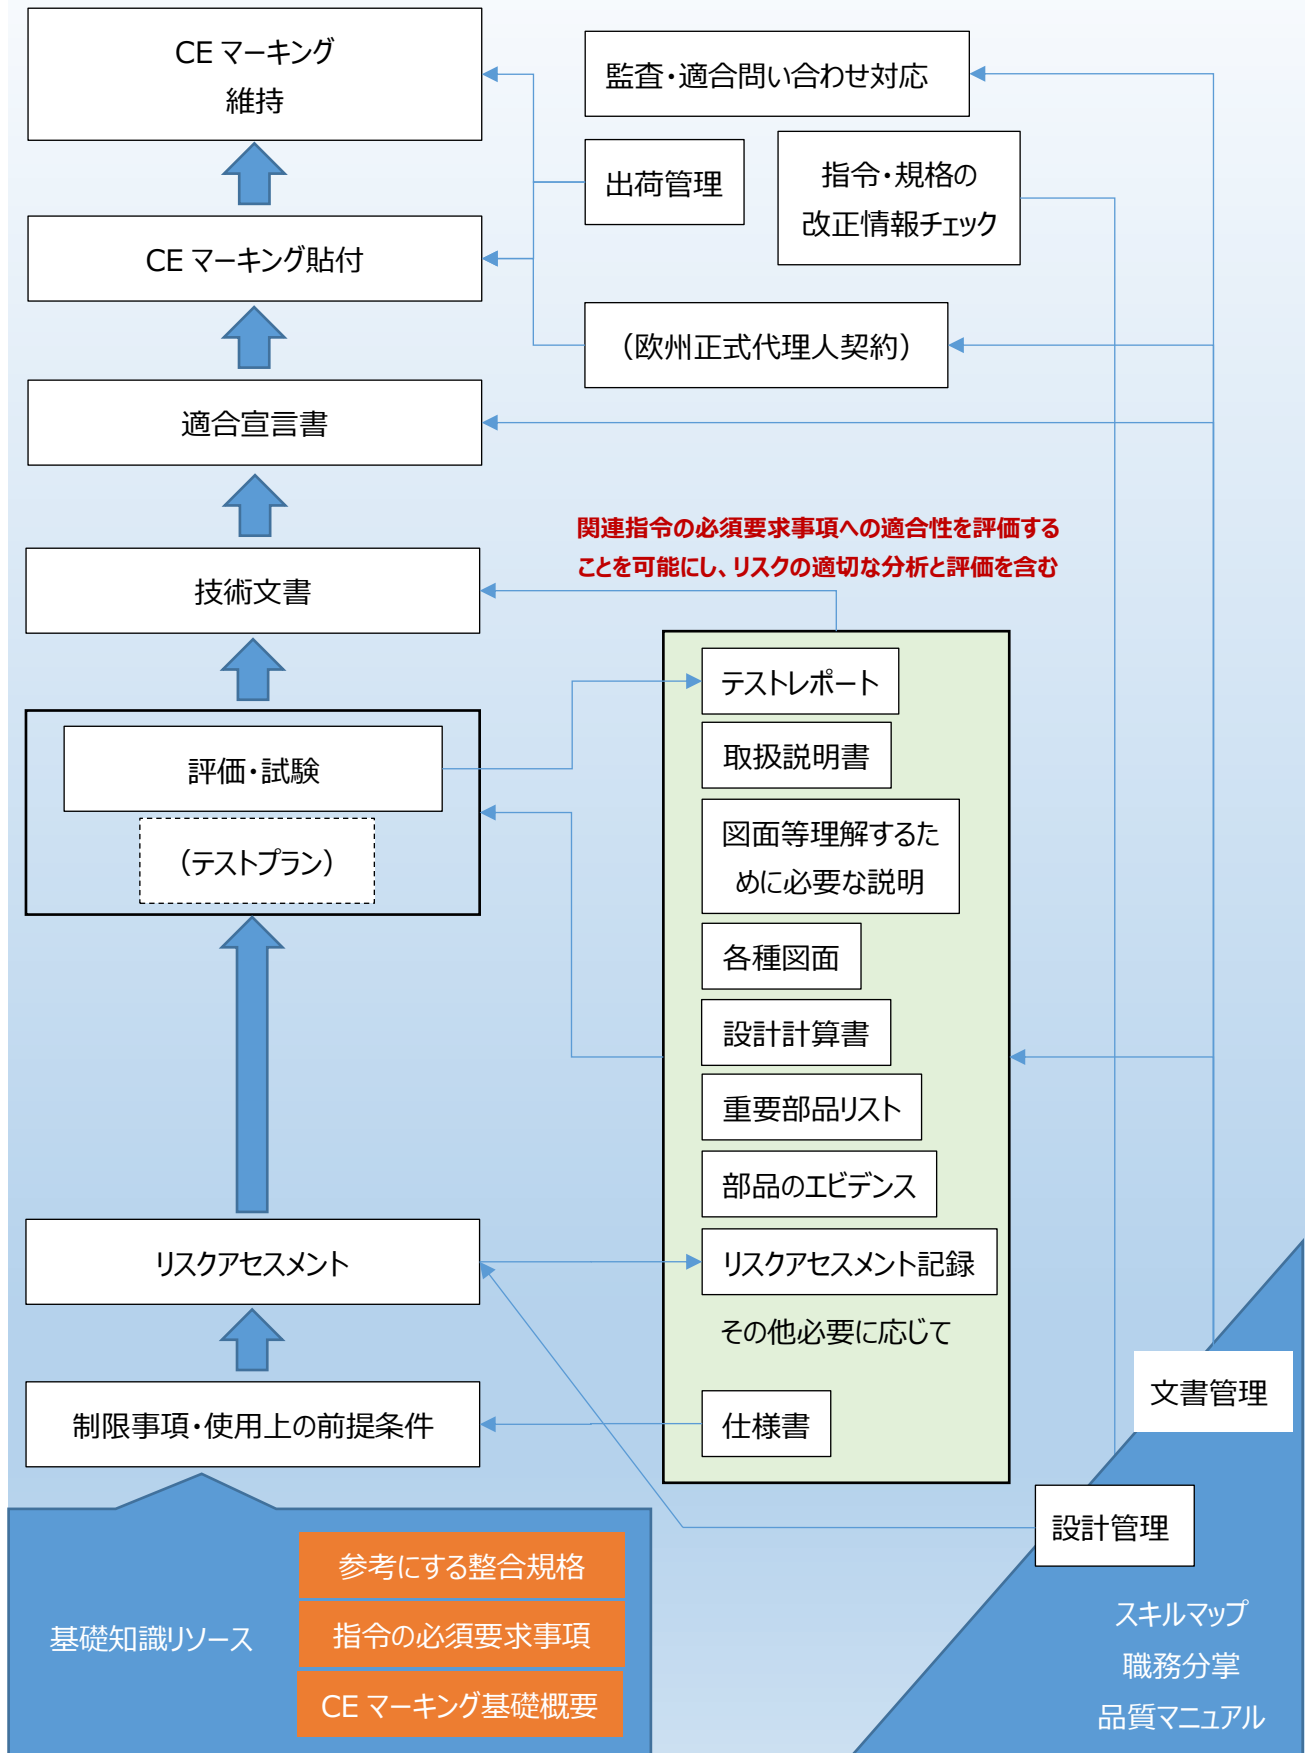 CE マーキング
維持
監査・適合問い合わせ対応
出荷管理
指令・規格の
改正情報チェック
CE マーキング貼付
（欧州正式代理人契約）
適合宣言書
関連指令の必須要求事項への適合性を評価する
ことを可能にし、リスクの適切な分析と評価を含む
技術文書
テストレポート
評価・試験
取扱説明書
（テストプラン）
図面等理解するた
めに必要な説明
各種図面
設計計算書
重要部品リスト
部品のエビデンス
リスクアセスメント
リスクアセスメント記録
その他必要に応じて
文書管理
制限事項・使用上の前提条件
仕様書
設計管理
参考にする整合規格
基礎知識リソース
指令の必須要求事項
CE マーキング基礎概要
スキルマップ
職務分掌
品質マニュアル